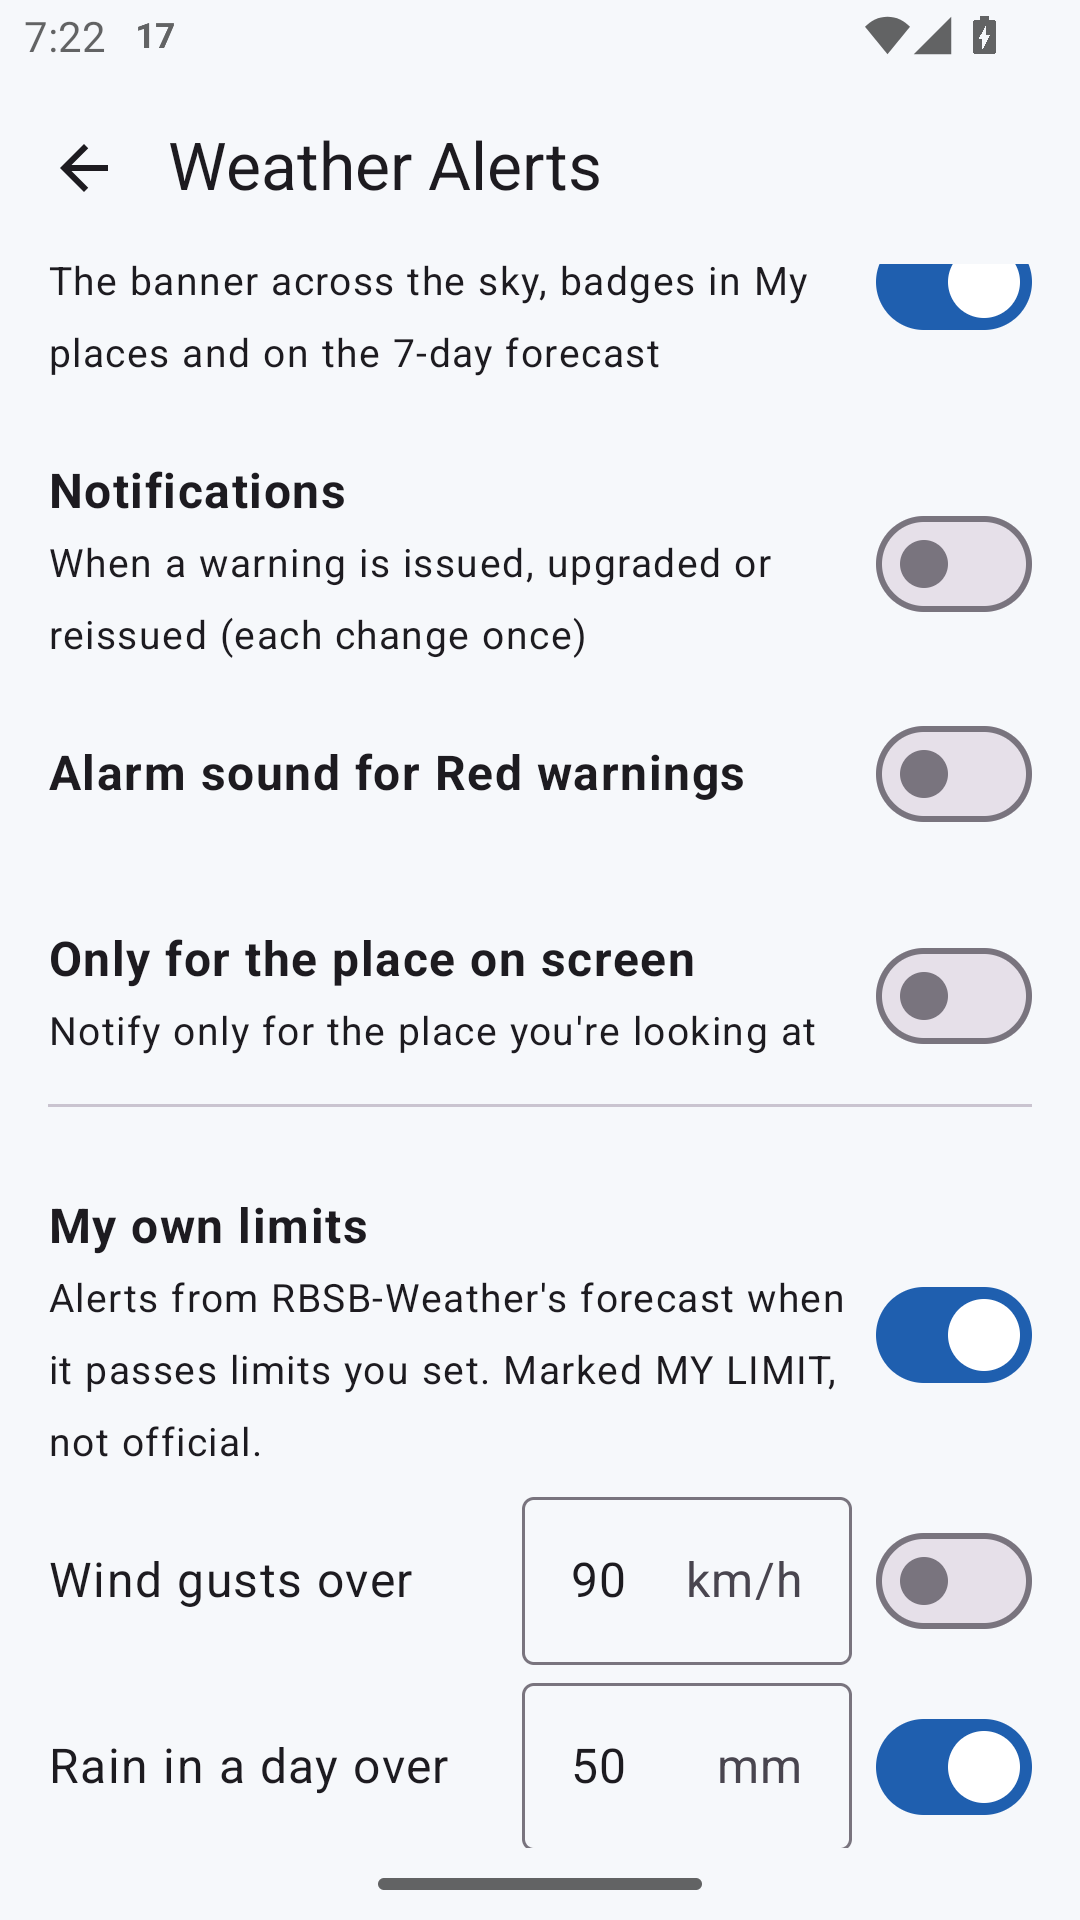 7:22 17
Weather Alerts
The banner across the sky, badges in My
places and on the 7-day forecast
Notifications
When a warning is issued, upgraded or
reissued (each change once)
Alarm sound for Red warnings
Only for the place on screen
Notify only for the place you're looking at
My own limits
Alerts from RBSB-Weather's forecast when
it passes limits you set. Marked MY LIMIT,
not official.
Wind gusts over 90 km/h
Rain in a day over 50 mm